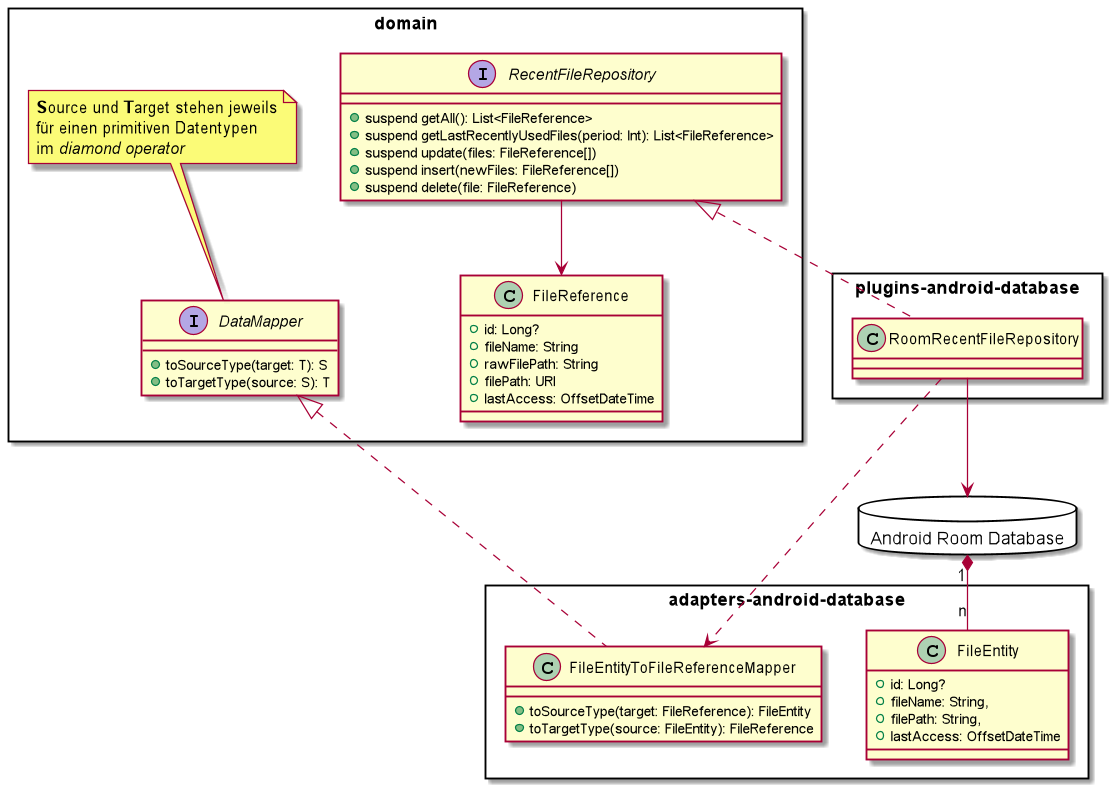 domain
Source und Target stehen jeweils
für einen primitiven Datentypen
im diamond operator
I RecentFileRepository
suspend getAll(): List<FileReference>
suspend getLastRecentlyUsedFiles(period: Int): List<FileReference>
suspend update(files: FileReference[])
suspend insert(newFiles: FileReference[])
suspend delete(file: FileReference)
I DataMapper
toSourceType(target: T): S
toTargetType(source: S): T
C FileReference
id: Long?
fileName: String
rawFilePath: String
filePath: URI
lastAccess: OffsetDateTime
plugins-android-database
C RoomRecentFileRepository
Android Room Database
1
n
adapters-android-database
C FileEntityToFileReferenceMapper
toSourceType(target: FileReference): FileEntity
toTargetType(source: FileEntity): FileReference
C FileEntity
id: Long?
fileName: String,
filePath: String,
lastAccess: OffsetDateTime